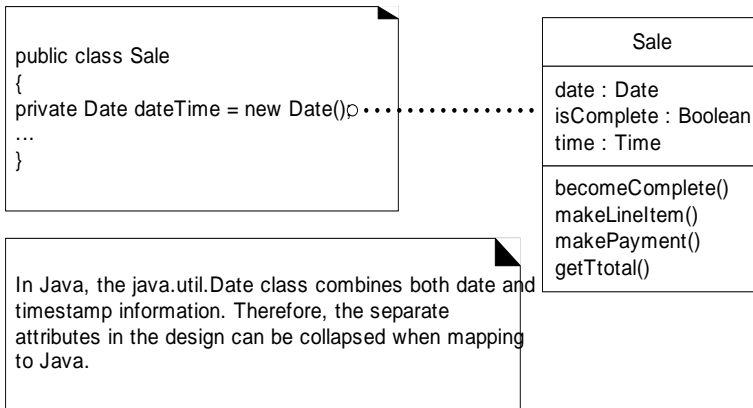 public class Sale
{
private Date dateTime = new Date();
...
}
Sale
date : Date
isComplete : Boolean
time : Time
becomeComplete()
makeLineItem()
makePayment()
getTtotal()
In Java, the java.util.Date class combines both date and
timestamp information. Therefore, the separate
attributes in the design can be collapsed when mapping
to Java.